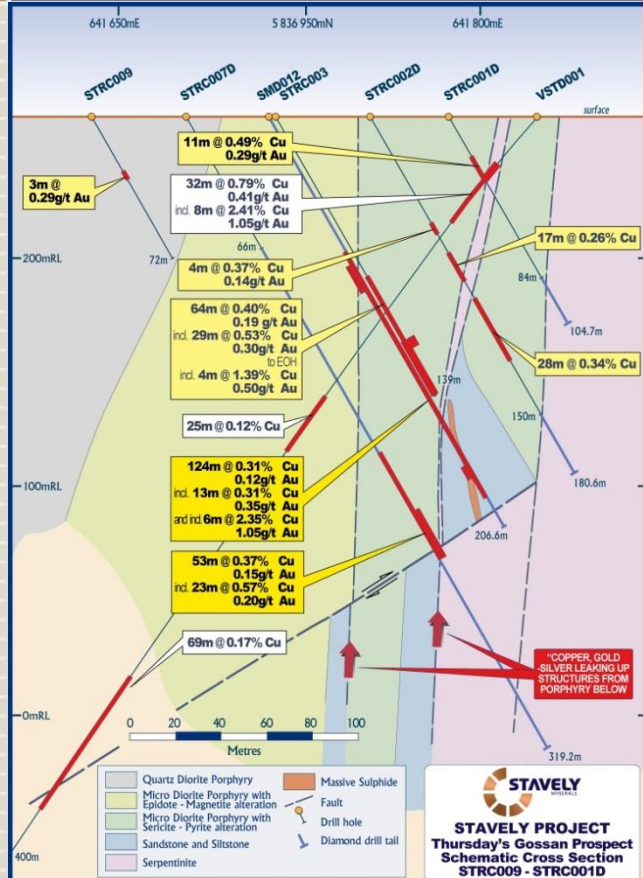 641 650mE
5 836 950mN
641 800mE
STRC009
STRC007D
SMD012
STRC003
STRC002D
STRC001D
VSTD001
surface
11m @ 0.49% Cu
0.29g/t Au
3m @
0.29g/t Au
32m @ 0.79% Cu
0.41g/t Au
incl. 8m @ 2.41% Cu
1.05g/t Au
17m @ 0.26% Cu
200mRL
72m
66m
4m @ 0.37% Cu
0.14g/t Au
84m
104.7m
64m @ 0.40% Cu
0.19 g/t Au
incl. 29m @ 0.53% Cu
0.30g/t Au
to EOH
incl. 4m @ 1.39% Cu
0.50g/t Au
28m @ 0.34% Cu
139m
25m @ 0.12% Cu
150m
124m @ 0.31% Cu
0.12g/t Au
incl. 13m @ 0.31% Cu
0.35g/t Au
and incl. 6m @ 2.35% Cu
1.05g/t Au
100mRL
180.6m
206.6m
53m @ 0.37% Cu
0.15g/t Au
incl. 23m @ 0.57% Cu
0.20g/t Au
69m @ 0.17% Cu
"COPPER, GOLD
-SILVER LEAKING UP
STRUCTURES FROM
PORPHYRY BELOW
0mRL
0 20 40 60 80 100
Metres
319.2m
400m
Quartz Diorite Porphyry
Micro Diorite Porphyry with
Epidote - Magnetite alteration
Micro Diorite Porphyry with
Sericite - Pyrite alteration
Sandstone and Siltstone
Serpentinite
Massive Sulphide
Fault
Drill hole
Diamond drill tail
STAVELY
MINERALS
STAVELY PROJECT
Thursday's Gossan Prospect
Schematic Cross Section
STRC009 - STRC001D